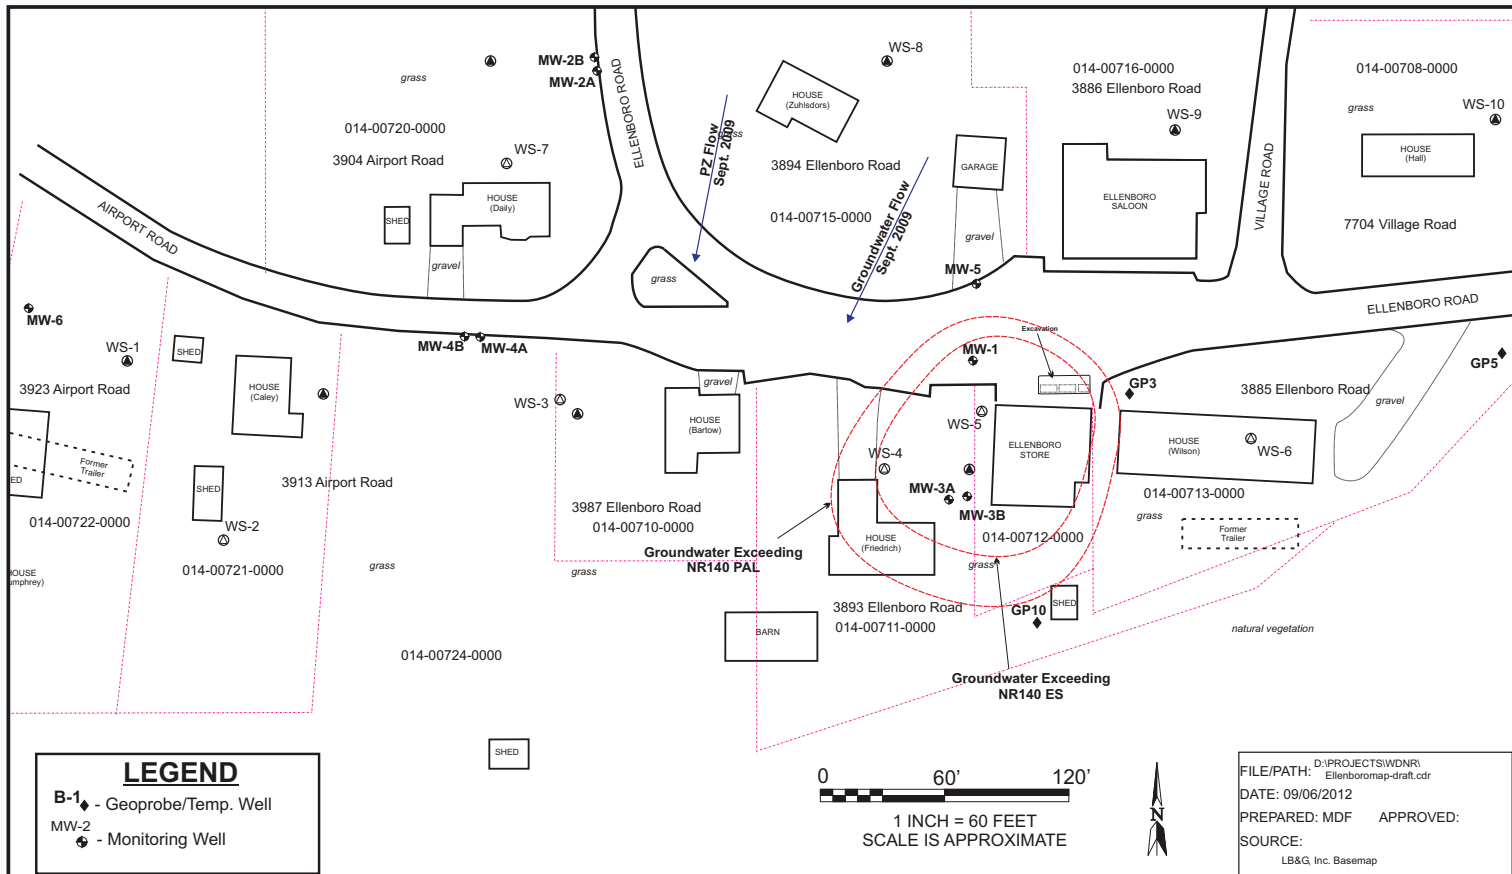 WS-8
MW-2B
MW-2A
grass
014-00720-0000
3904 Airport Road
WS-7
HOUSE
(Daily)
SHED
gravel
AIRPORT ROAD
ELLENBORO ROAD
PZ Flow
Sept. 2009
grass
grass
HOUSE
(Zuhlsdors)
3894 Ellenboro Road
014-00715-0000
GARAGE
gravel
Groundwater Flow
Sept. 2009
MW-5
014-00716-0000
3886 Ellenboro Road
WS-9
ELLENBORO
SALOON
VILLAGE ROAD
014-00708-0000
grass
WS-10
HOUSE
(Hall)
7704 Village Road
ELLENBORO ROAD
MW-6
WS-1
SHED
3923 Airport Road
HOUSE
(Caley)
Former
Trailer
ED
014-00722-0000
HOUSE
umphrey)
SHED
WS-2
3913 Airport Road
014-00721-0000
grass
MW-4B
MW-4A
WS-3
gravel
HOUSE
(Bartow)
3987 Ellenboro Road
014-00710-0000
grass
Groundwater Exceeding
NR140 PAL
Excavation
MW-1
WS-5
WS-4
ELLENBORO
STORE
MW-3A
MW-3B
HOUSE
(Friedrich)
014-00712-0000
grass
GP3
GP5
3885 Ellenboro Road
gravel
HOUSE
(Wilson)
WS-6
014-00713-0000
grass
Former
Trailer
3893 Ellenboro Road
014-00711-0000
GP10
SHED
BARN
natural vegetation
014-00724-0000
Groundwater Exceeding
NR140 ES
SHED
LEGEND
B-1 - Geoprobe/Temp. Well
MW-2
- Monitoring Well
0 60' 120'
1 INCH = 60 FEET
SCALE IS APPROXIMATE
N
FILE/PATH: D:\PROJECTS\WDNR\
Ellenboromap-draft.cdr
DATE: 09/06/2012
PREPARED: MDF APPROVED:
SOURCE:
LB&G, Inc. Basemap